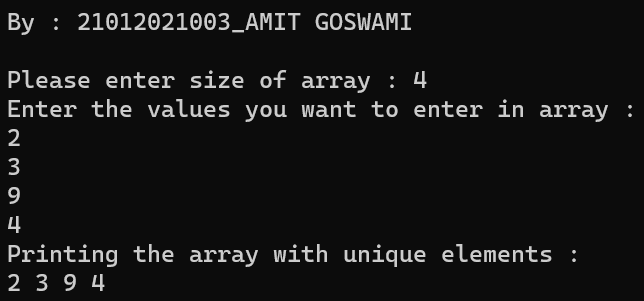 By : 21012021003_AMIT GOSWAMI
Please enter size of array : 4
Enter the values you want to enter in array :
2
3
9
4
Printing the array with unique elements :
2 3 9 4